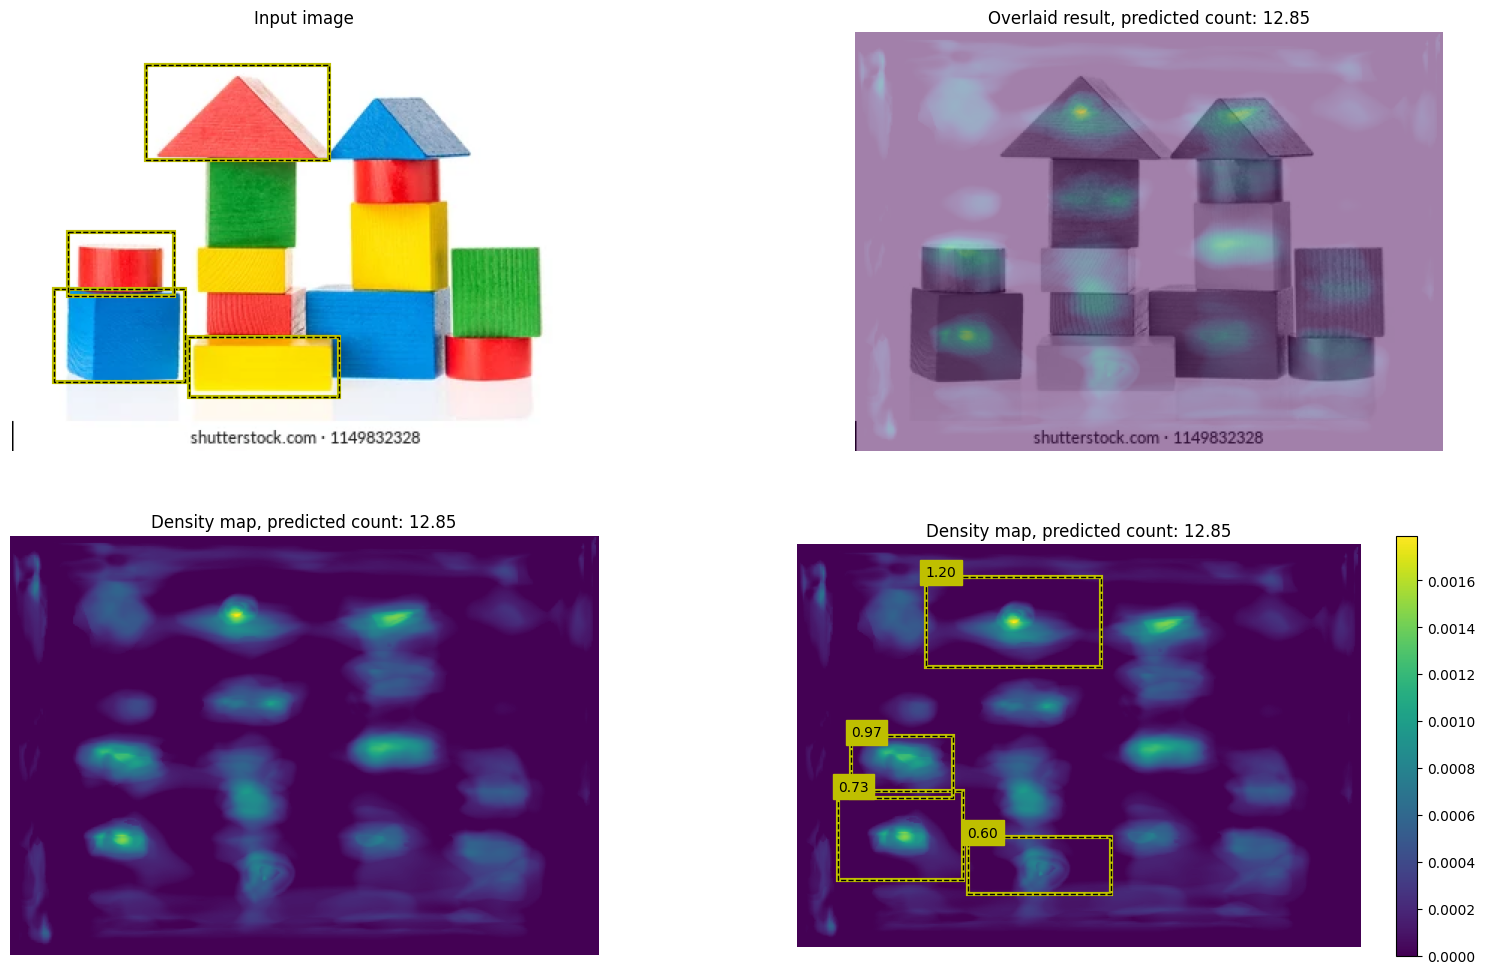 Input image
shutterstock.com · 1149832328
Overlaid result, predicted count: 12.85
shutterstock.com · 1149832328
Density map, predicted count: 12.85
Density map, predicted count: 12.85
1.20
0.97
0.73
0.60
0.0016
0.0014
0.0012
0.0010
0.0008
0.0006
0.0004
0.0002
0.0000